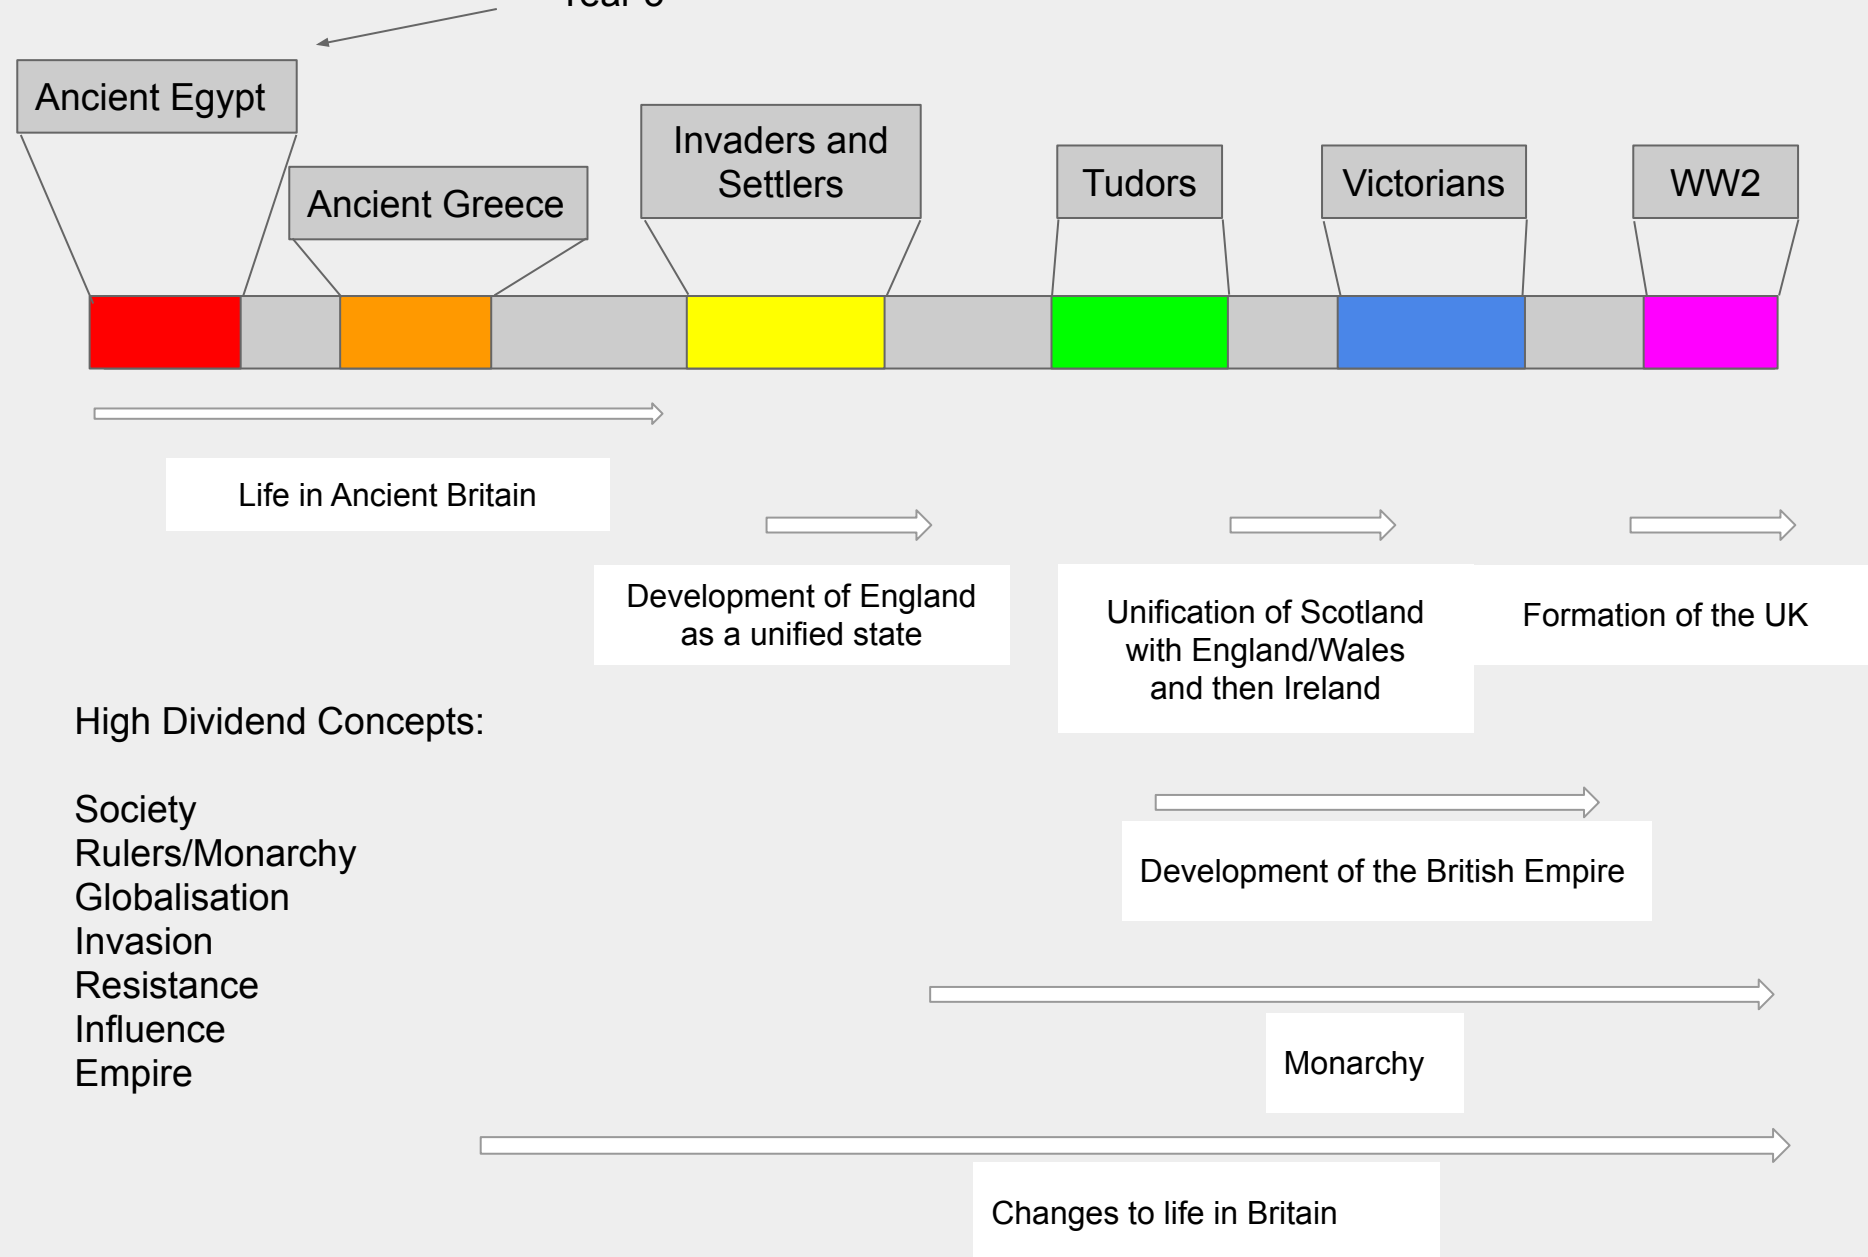 Ancient Egypt
Ancient Greece
Invaders and
Settlers
Tudors
Victorians
WW2
Life in Ancient Britain
Development of England
as a unified state
Unification of Scotland
with England/Wales
and then Ireland
Formation of the UK
High Dividend Concepts:
Society
Rulers/Monarchy
Globalisation
Invasion
Resistance
Influence
Empire
Development of the British Empire
Monarchy
Changes to life in Britain